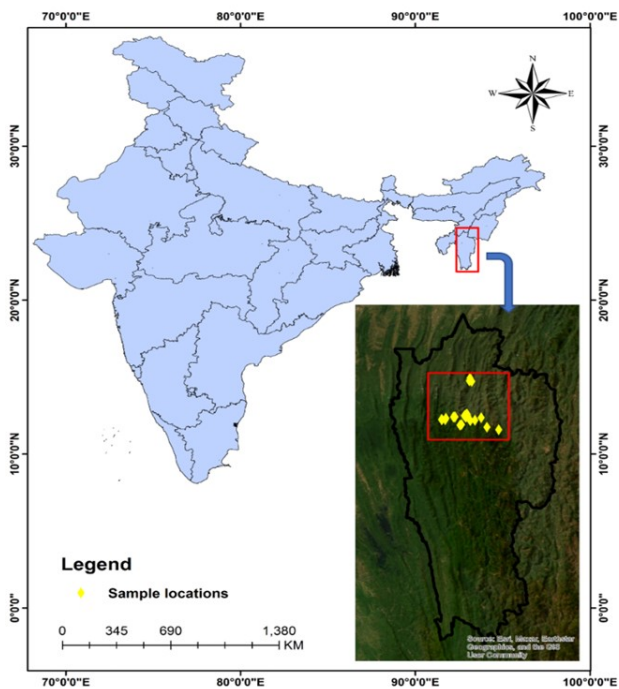 70°0'0"E 80°0'0"E 90°0'0"E 100°0'0"E
N
W E
S
30°0'0"N 30°0'0"N
20°0'0"N 20°0'0"N
10°0'0"N 10°0'0"N
0°0'0" 0°0'0"
Legend
Sample locations
0 345 690 1,380
KM
Source: Esri, Maxar, Earthstar
Geographics, and the GIS
User Community
70°0'0"E 80°0'0"E 90°0'0"E 100°0'0"E